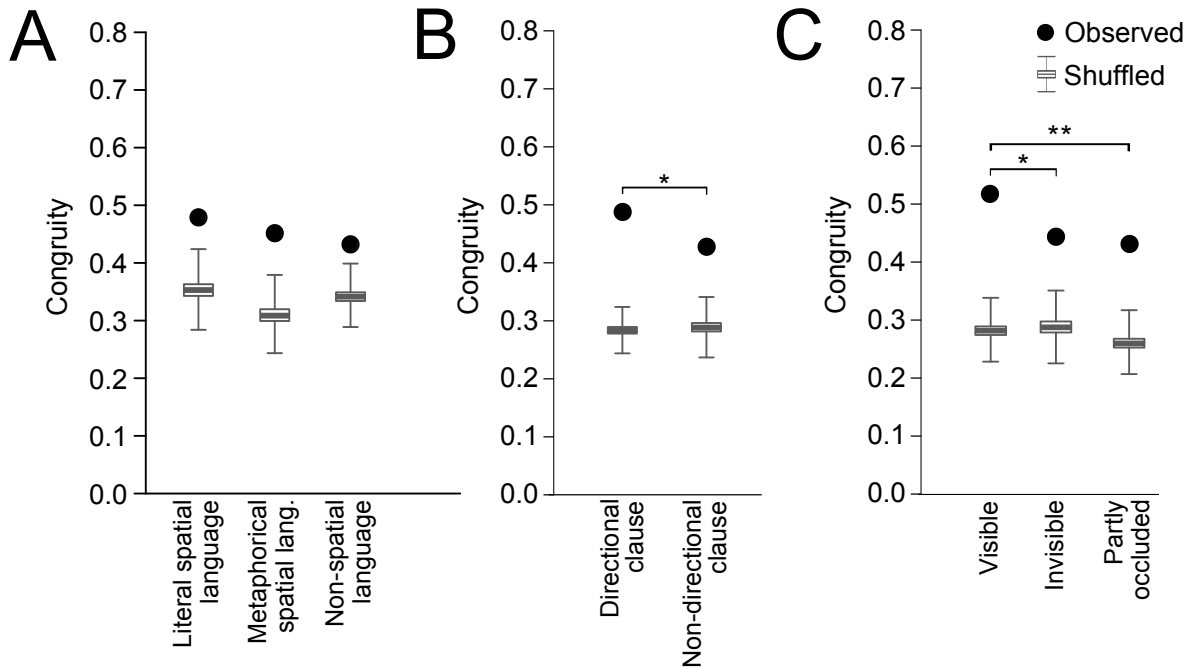 A
0.8
0.7
0.6
0.5
0.4
0.3
0.2
0.1
0.0
Congruity
Literal spatial
language
Metaphorical
spatial lang.
Non-spatial
language
B
0.8
0.7
0.6
0.5
0.4
0.3
0.2
0.1
0.0
Congruity
*
Directional
clause
Non-directional
clause
C
0.8
0.7
0.6
0.5
0.4
0.3
0.2
0.1
0.0
Congruity
Observed
Shuffled
**
*
Visible
Invisible
Partly
occluded